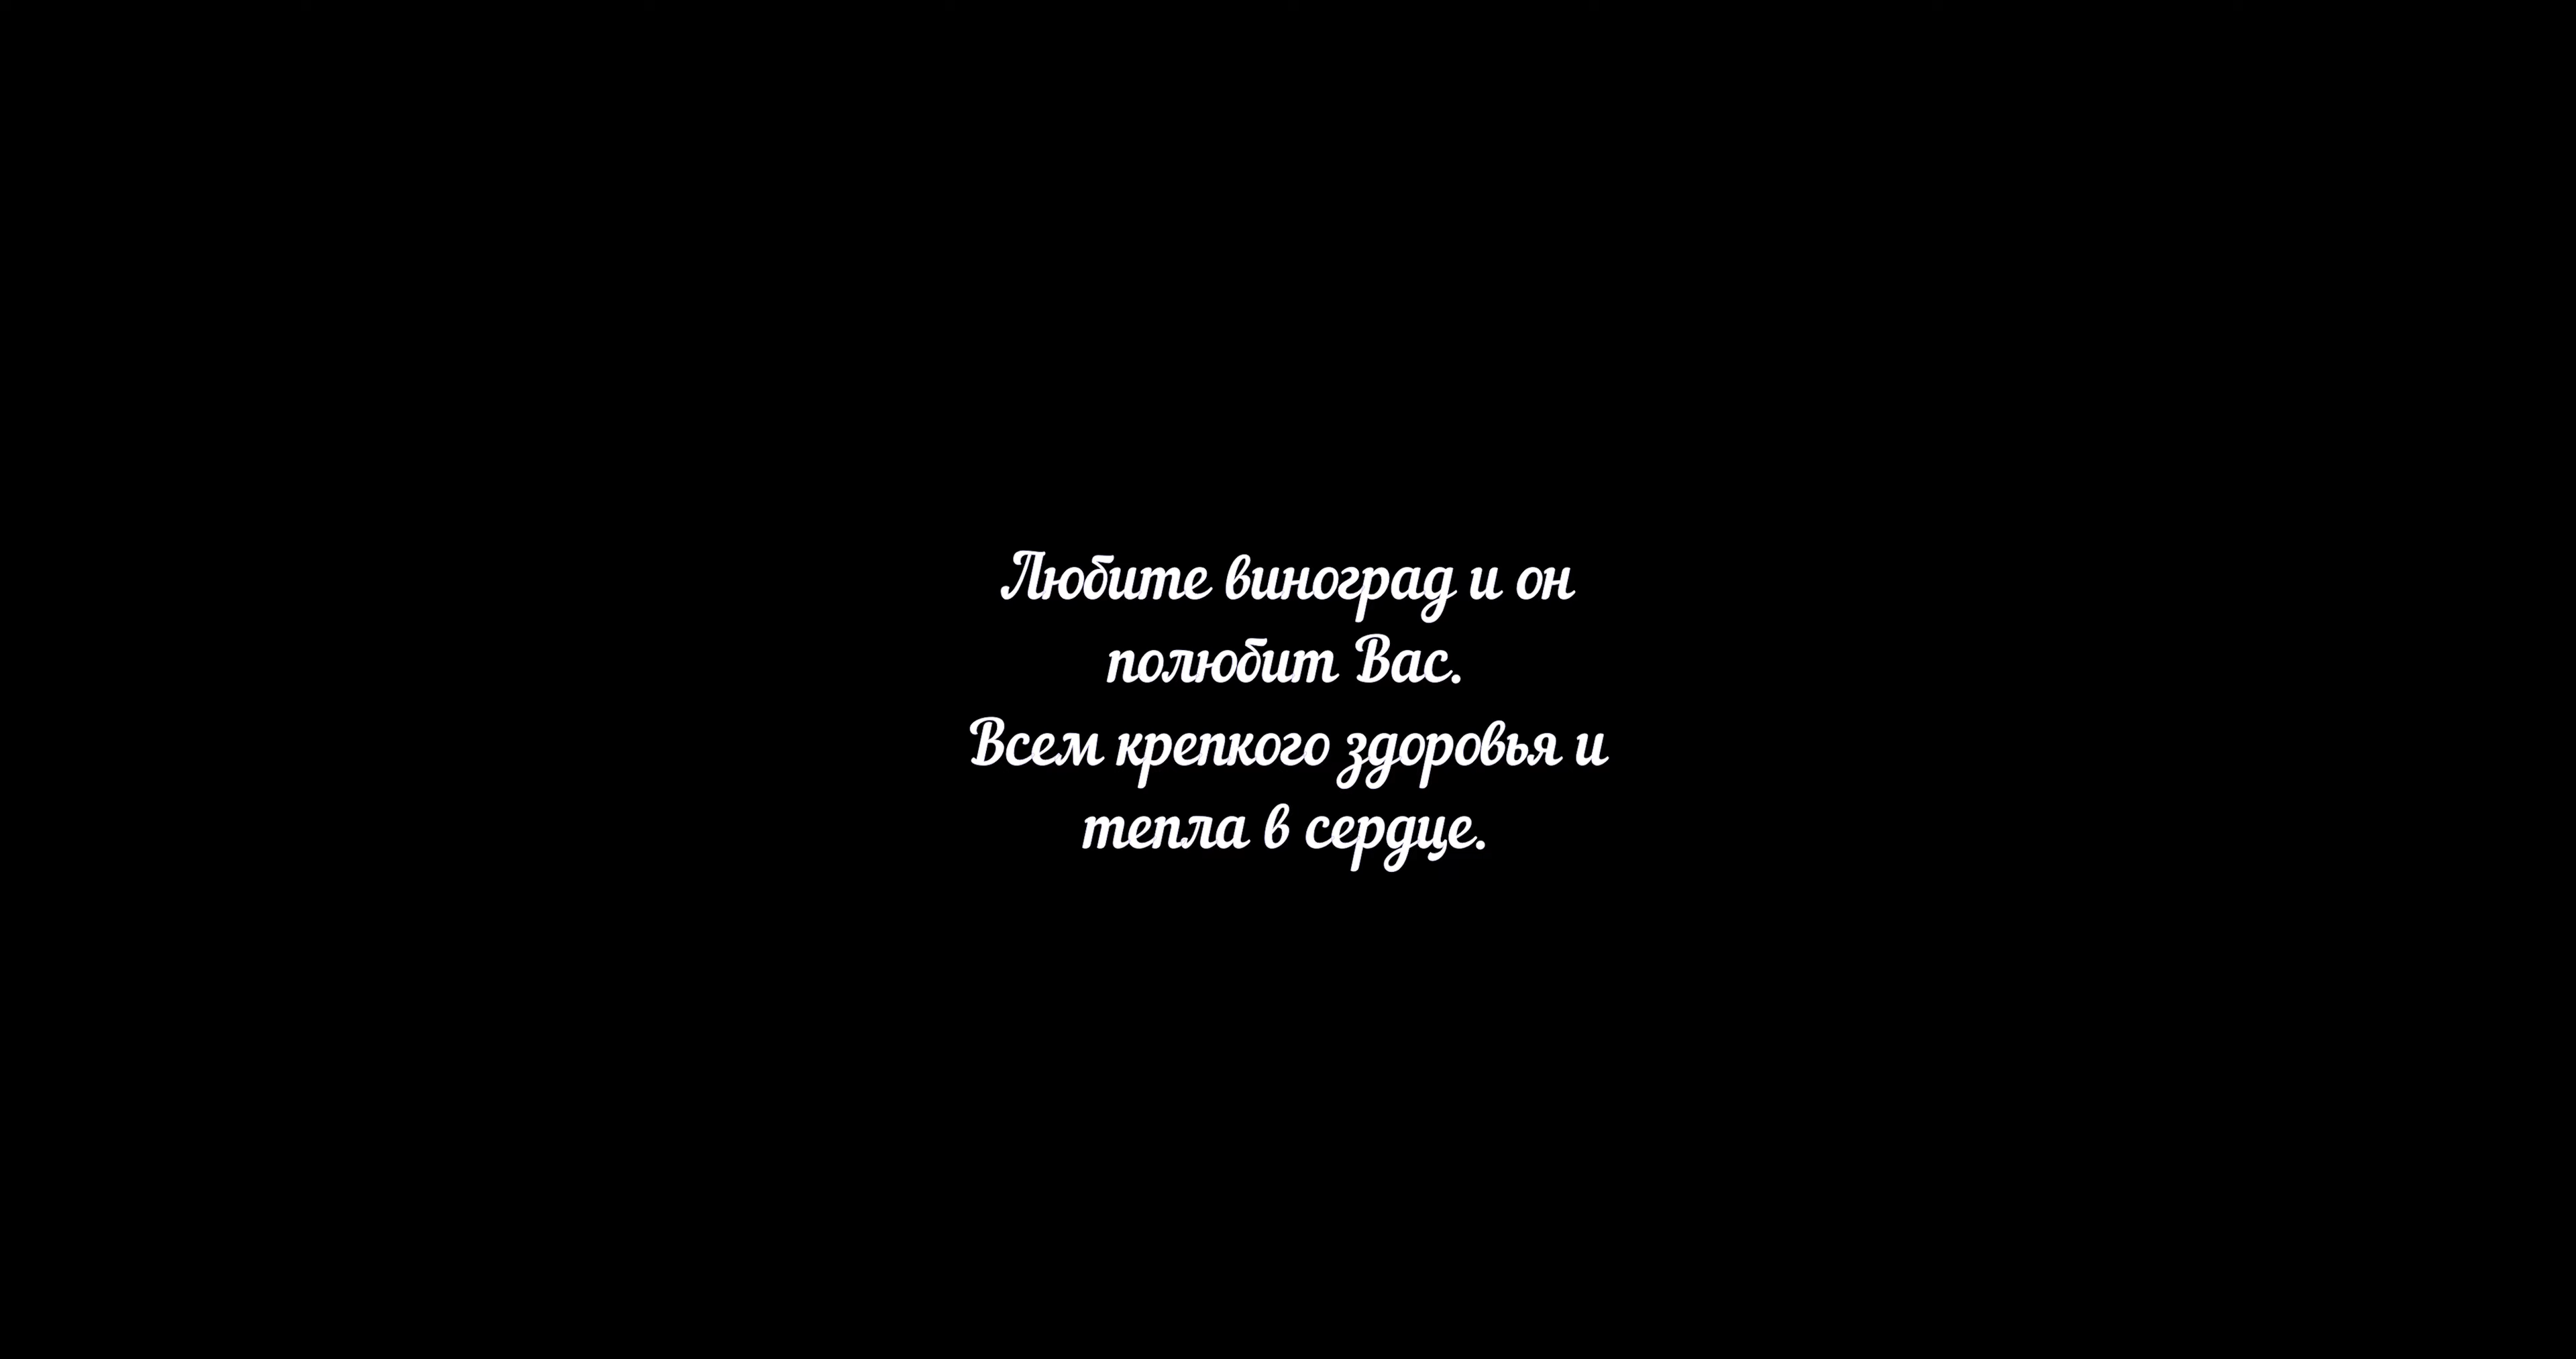 Любите виноград и он
полюбит Вас.
Всем крепкого здоровья и
тепла в сердце.